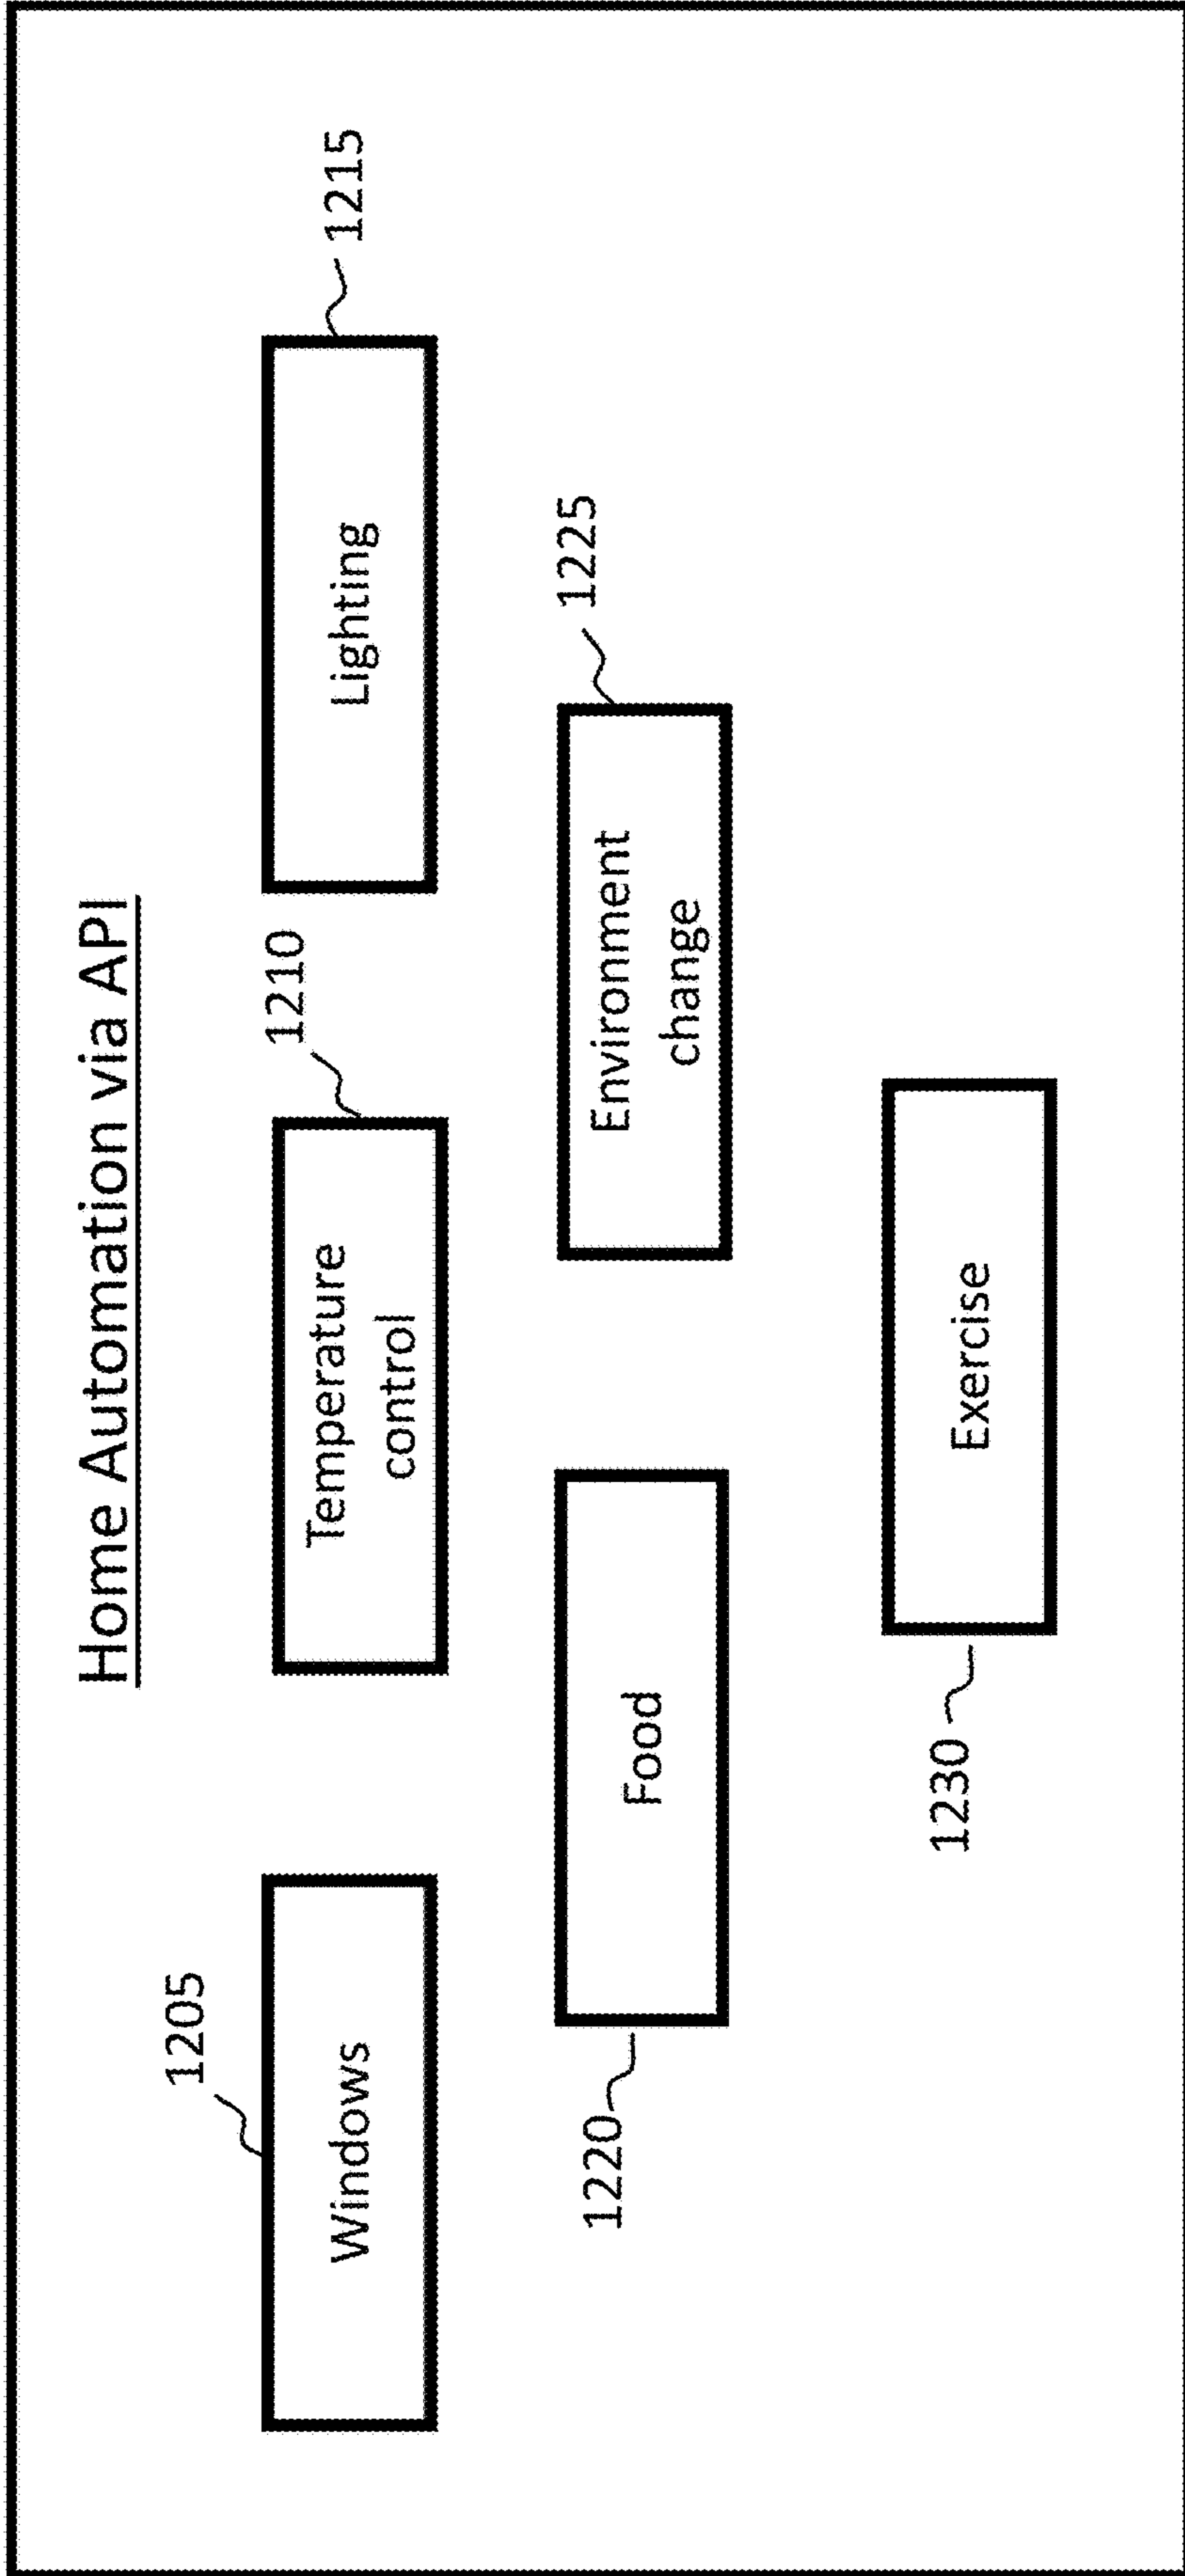 Home Automation via API
1205
Windows
1210
Temperature
control
1215
Lighting
1220
Food
1225
Environment
change
1230
Exercise